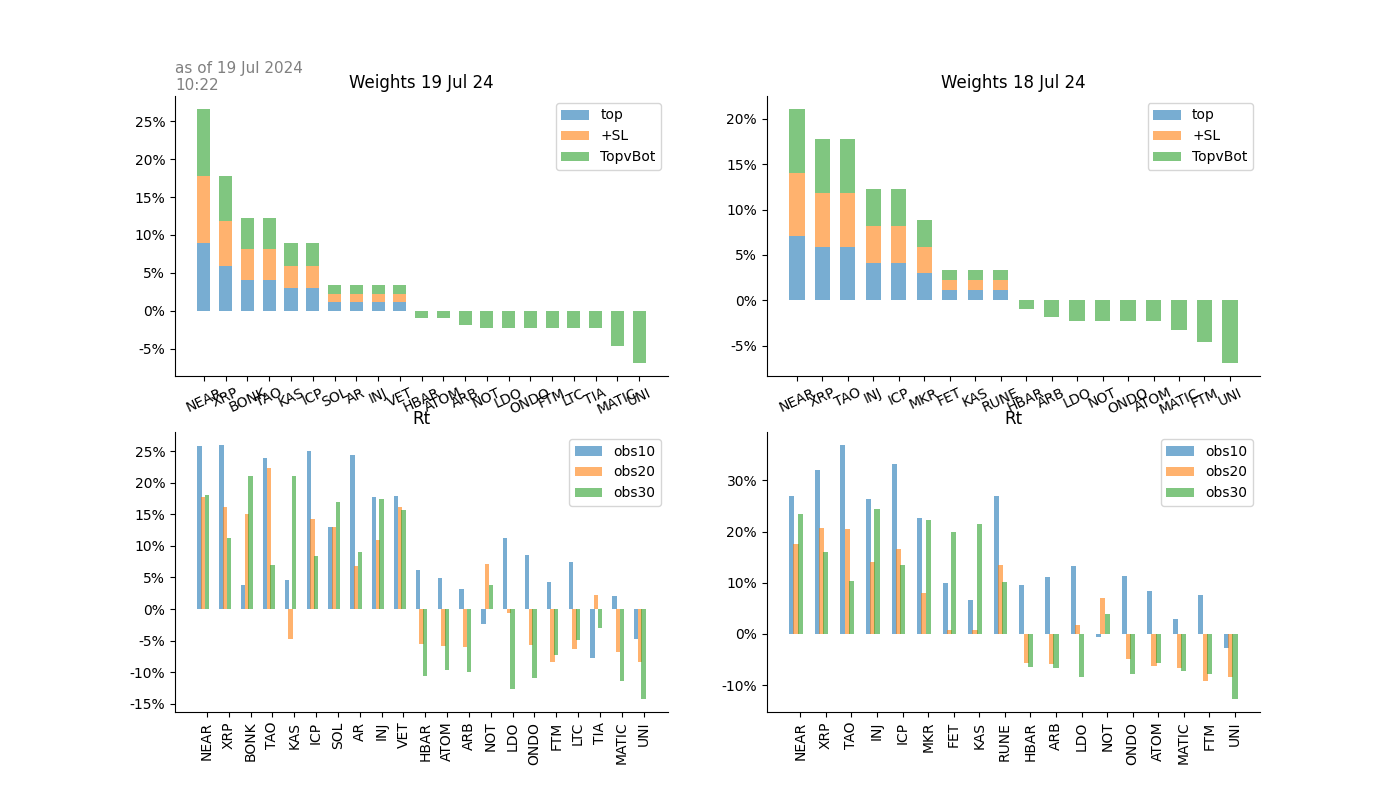 as of 19 Jul 2024
10:22
Weights 19 Jul 24
25%
20%
15%
10%
5%
0%
-5%
top
+SL
TopvBot
NEAR
XRP
BONK
TAO
KAS
ICP
SOL
AR
INJ
VET
HBAR
ATOM
ARB
NOT
LDO
ONDO
FTM
LTC
TIA
MATIC
UNI
Weights 18 Jul 24
20%
15%
10%
5%
0%
-5%
top
+SL
TopvBot
NEAR
XRP
TAO
INJ
ICP
MKR
FET
KAS
RUNE
HBAR
ARB
LDO
NOT
ONDO
ATOM
MATIC
FTM
UNI
Rt
25%
20%
15%
10%
5%
0%
-5%
-10%
-15%
obs10
obs20
obs30
NEAR
XRP
BONK
TAO
KAS
ICP
SOL
AR
INJ
VET
HBAR
ATOM
ARB
NOT
LDO
ONDO
FTM
LTC
TIA
MATIC
UNI
Rt
30%
20%
10%
0%
-10%
obs10
obs20
obs30
NEAR
XRP
TAO
INJ
ICP
MKR
FET
KAS
RUNE
HBAR
ARB
LDO
NOT
ONDO
ATOM
MATIC
FTM
UNI